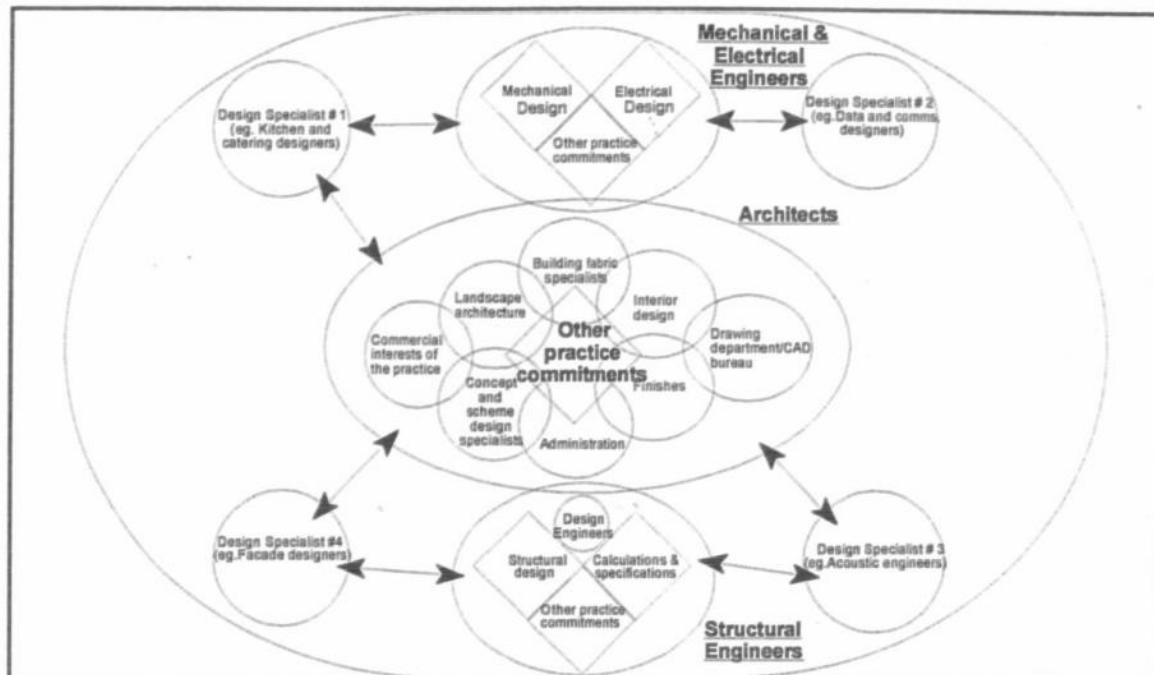 Mechanical &
Electrical
Engineers
Design Specialist # 1
(eg. Kitchen and
catering designers)
Mechanical
Design
Electrical
Design
Other practice
commitments
Design Specialist # 2
(eg.Data and comms.
designers)
Architects
Building fabric
specialists
Landscape
architecture
Interior
design
Commercial
interests of
the practice
Other
practice
commitments
Drawing
department/CAD
bureau
Concept
and
scheme
design
specialists
Finishes
Administration
Design Specialist #4
(eg.Facade designers)
Design
Engineers
Structural
design
Calculations &
specifications
Other practice
commitments
Design Specialist # 3
(eg.Acoustic engineers)
Structural
Engineers